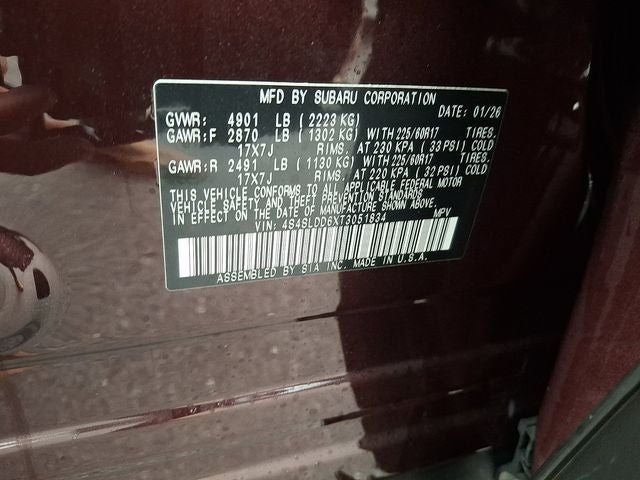 MFD BY SUBARU CORPORATION DATE: 01/26
GVWR: 4901 LB (2223 KG)
GAWR:F 2870 LB (1302 KG) WITH 225/60R17 TIRES,
17X7J RIMS, AT 230 KPA (33 PSI) COLD
GAWR:R 2491 LB (1130 KG) WITH 225/60R17 TIRES,
17X7J RIMS, AT 220 KPA (32 PSI) COLD
THIS VEHICLE CONFORMS TO ALL APPLICABLE FEDERAL MOTOR
VEHICLE SAFETY AND THEFT PREVENTION STANDARDS
IN EFFECT ON THE DATE OF MANUFACTURE SHOWN ABOVE.
VIN: 4S4SLDD6XT3051834 MPV
ASSEMBLED BY SIA INC. MADE IN U.S.A.